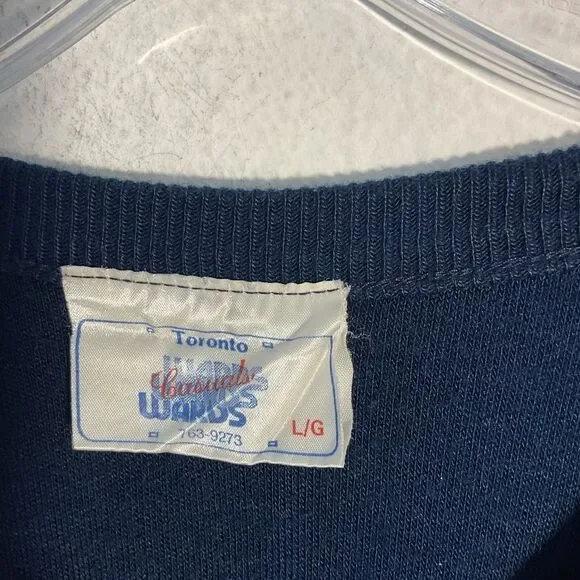 Toronto
WARDS
Casuals
WARDS
763-9273
L/G